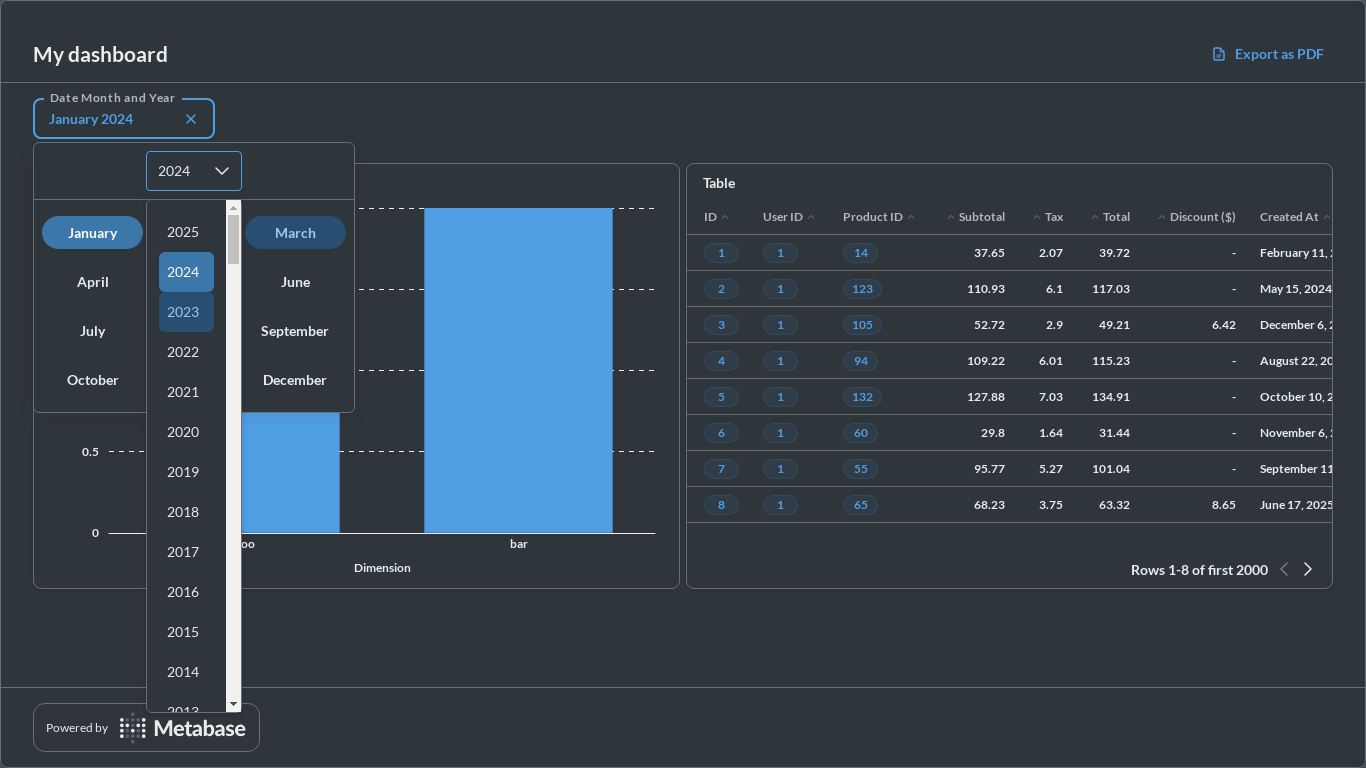 My dashboard
Export as PDF
Date Month and Year
January 2024
2024
January
March
April
June
July
September
October
December
2025
2024
2023
2022
2021
2020
2019
2018
2017
2016
2015
2014
2013
0.5
0
oo
bar
Dimension
Table
ID User ID Product ID Subtotal Tax Total Discount ($) Created At
1 1 14 37.65 2.07 39.72 - February 11,
2 1 123 110.93 6.1 117.03 - May 15, 2024
3 1 105 52.72 2.9 49.21 6.42 December 6,
4 1 94 109.22 6.01 115.23 - August 22, 20
5 1 132 127.88 7.03 134.91 - October 10,
6 1 60 29.8 1.64 31.44 - November 6,
7 1 55 95.77 5.27 101.04 - September 11
8 1 65 68.23 3.75 63.32 8.65 June 17, 2025
Rows 1-8 of first 2000
Powered by Metabase